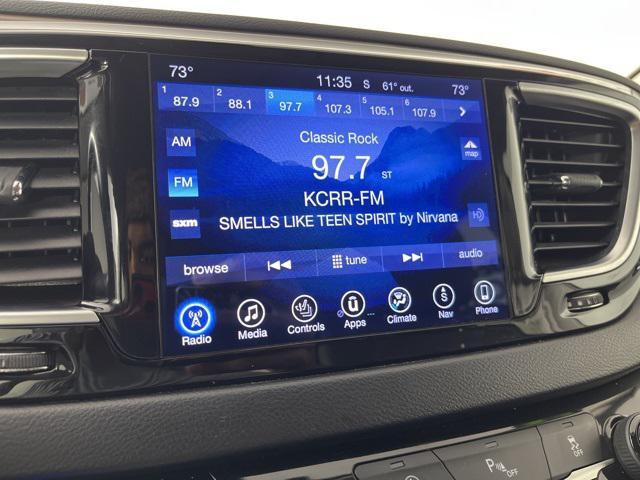 73° 11:35 S 61° out. 73°
1 87.9 2 88.1 3 97.7 4 107.3 5 105.1 6 107.9
Classic Rock
AM
map
97.7 ST
FM
KCRR-FM
sxm
SMELLS LIKE TEEN SPIRIT by Nirvana
HD
browse tune audio
Radio Media Controls Apps Climate S Nav Phone
P OFF
OFF